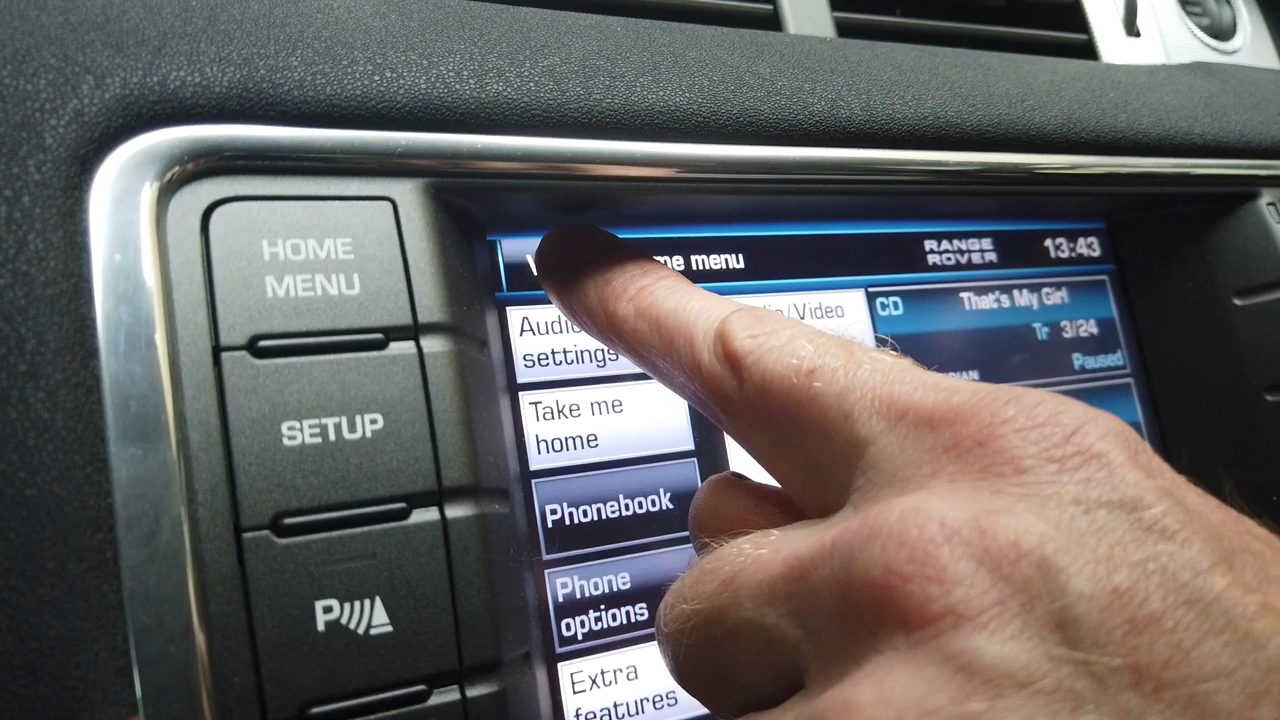 HOME
MENU
SETUP
P
me menu
RANGE
ROVER
13:43
Audio
settings
/Video
CD
That's My Girl
Tr 3/24
Paused
Take me
home
Phonebook
Phone
options
Extra
features